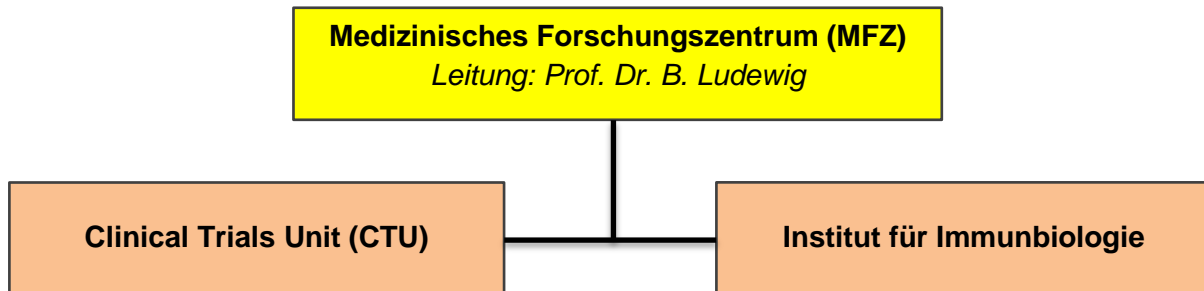 Medizinisches Forschungszentrum (MFZ)
Leitung: Prof. Dr. B. Ludewig
Clinical Trials Unit (CTU)
Institut für Immunbiologie